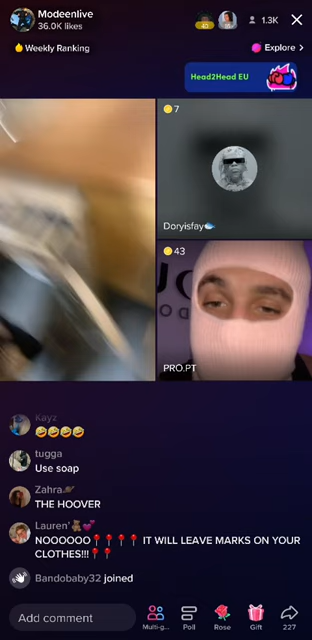 Modeenlive
36.0K likes
1.3K
Weekly Ranking
Explore >
Head2Head EU
7
Doryisfay
43
PRO.PT
Kayz
tugga
Use soap
Zahra
THE HOOVER
Lauren'
NOOOOOO IT WILL LEAVE MARKS ON YOUR
CLOTHES!!!
Bandobaby32 joined
Add comment
Multi-g...
Poll
Rose
Gift
227